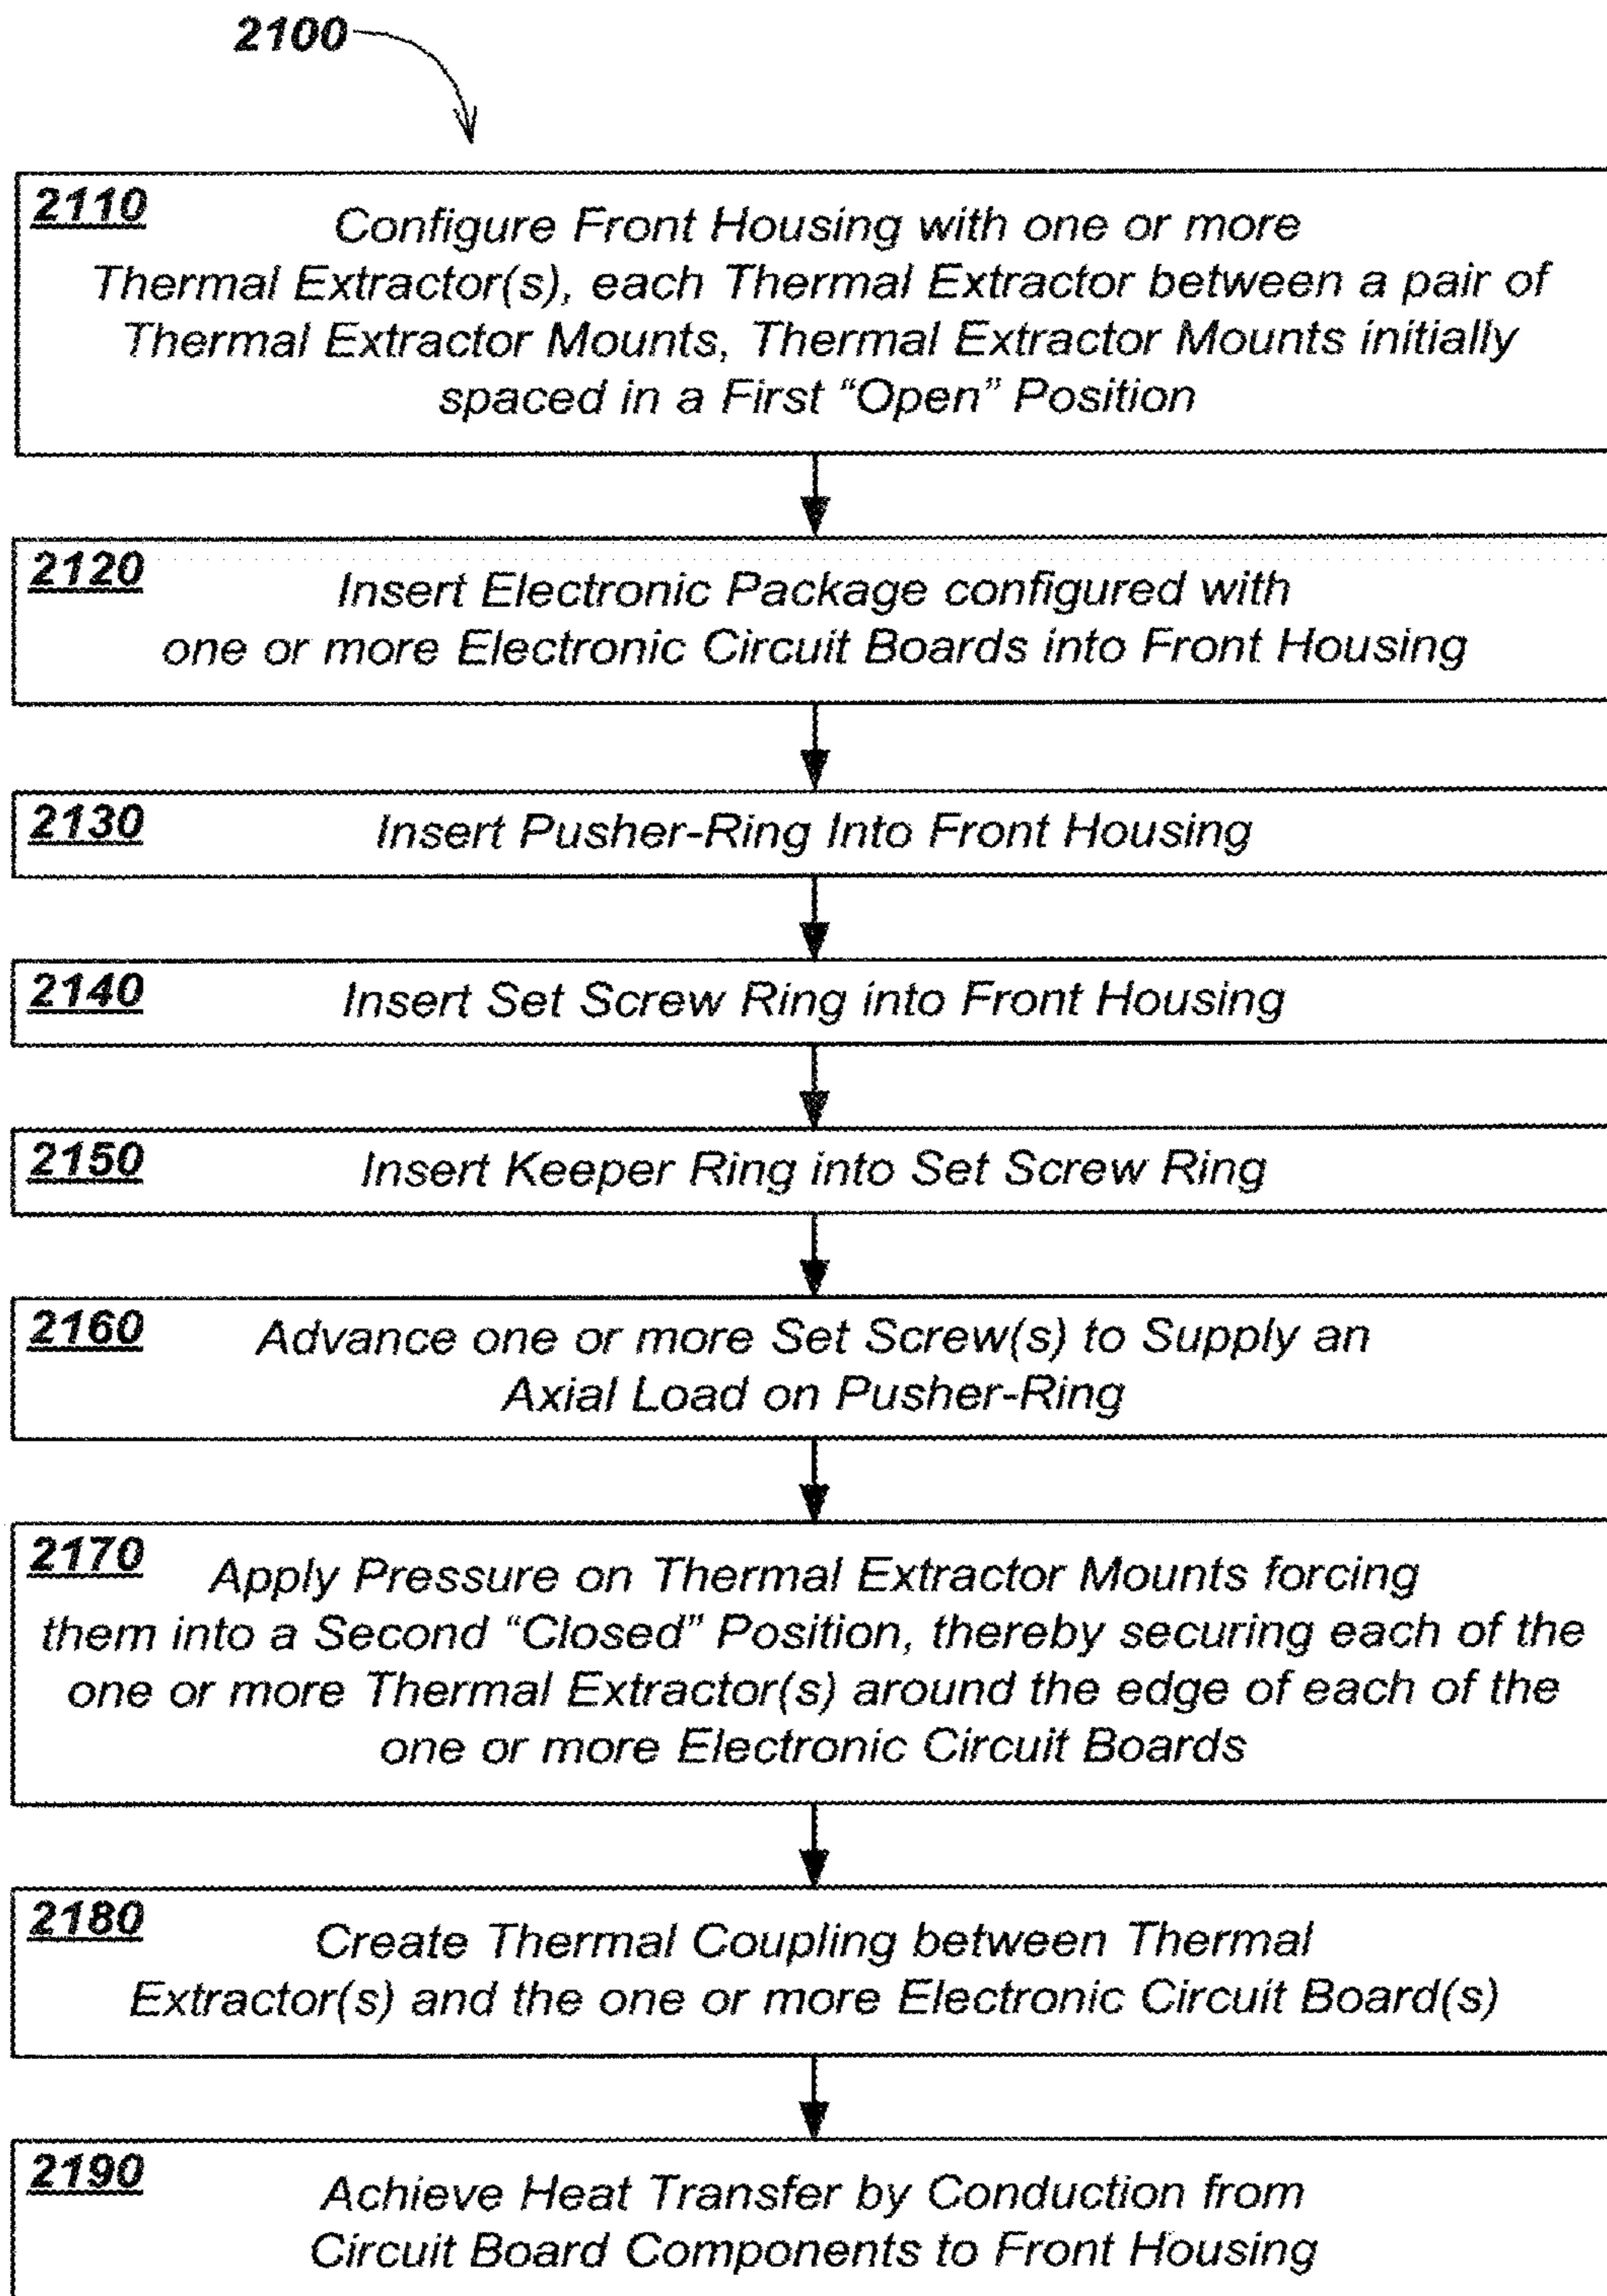 2100
2110
Configure Front Housing with one or more
Thermal Extractor(s), each Thermal Extractor between a pair of
Thermal Extractor Mounts, Thermal Extractor Mounts initially
spaced in a First “Open” Position
2120
Insert Electronic Package configured with
one or more Electronic Circuit Boards into Front Housing
2130
Insert Pusher-Ring Into Front Housing
2140
Insert Set Screw Ring into Front Housing
2150
Insert Keeper Ring into Set Screw Ring
2160
Advance one or more Set Screw(s) to Supply an
Axial Load on Pusher-Ring
2170
Apply Pressure on Thermal Extractor Mounts forcing
them into a Second “Closed” Position, thereby securing each of the
one or more Thermal Extractor(s) around the edge of each of the
one or more Electronic Circuit Boards
2180
Create Thermal Coupling between Thermal
Extractor(s) and the one or more Electronic Circuit Board(s)
2190
Achieve Heat Transfer by Conduction from
Circuit Board Components to Front Housing